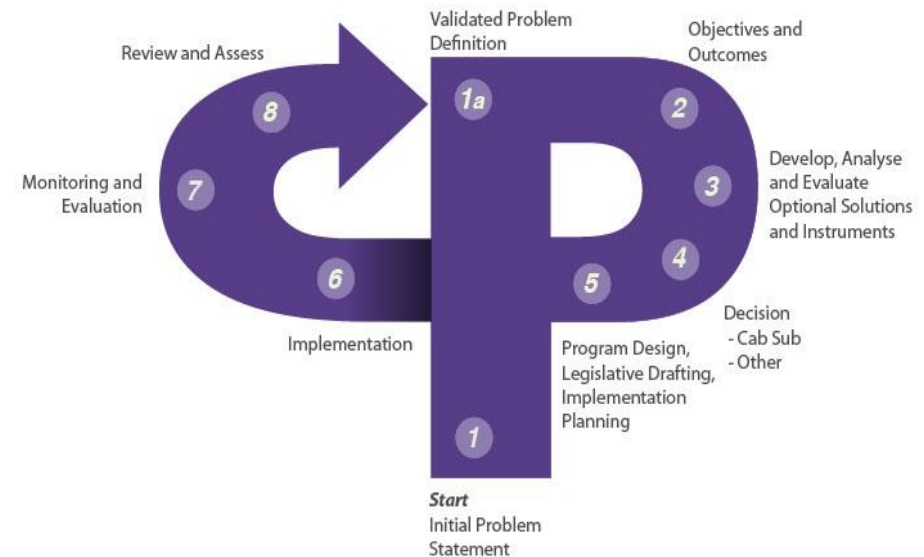 Validated Problem
Definition
Objectives and
Outcomes
Review and Assess
1a
2
8
Monitoring and
Evaluation
7
3
Develop, Analyse
and Evaluate
Optional Solutions
and Instruments
4
6
5
Decision
- Cab Sub
- Other
Implementation
Program Design,
Legislative Drafting,
Implementation
Planning
1
Start
Initial Problem
Statement